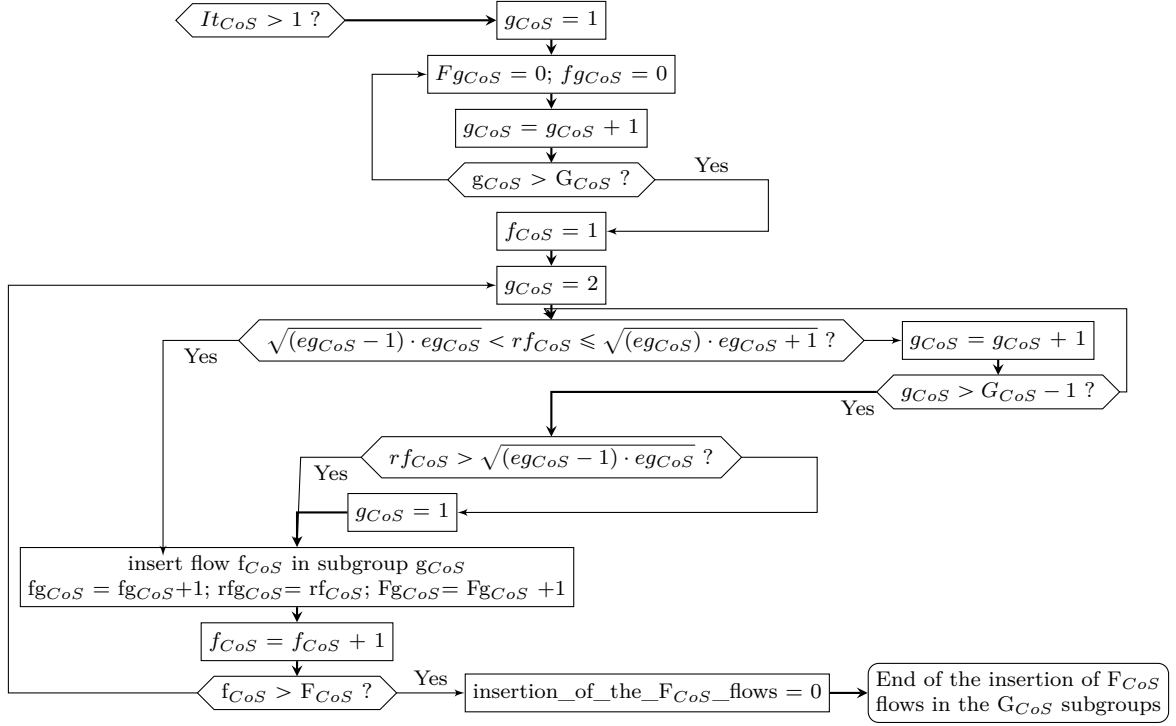 It_{CoS} > 1 ?
g_{CoS} = 1
Fg_{CoS} = 0; fg_{CoS} = 0
g_{CoS} = g_{CoS} + 1
g_{CoS} > G_{CoS} ?
Yes
f_{CoS} = 1
g_{CoS} = 2
√((eg_{CoS} − 1) · eg_{CoS}) < rf_{CoS} ⩽ √((eg_{CoS}) · eg_{CoS} + 1) ?
Yes
g_{CoS} = g_{CoS} + 1
g_{CoS} > G_{CoS} − 1 ?
Yes
rf_{CoS} > √((eg_{CoS} − 1) · eg_{CoS}) ?
Yes
g_{CoS} = 1
insert flow f_{CoS} in subgroup g_{CoS}
fg_{CoS} = fg_{CoS}+1; rfg_{CoS}= rf_{CoS}; Fg_{CoS}= Fg_{CoS} +1
f_{CoS} = f_{CoS} + 1
f_{CoS} > F_{CoS} ?
Yes
insertion_of_the_F_{CoS}_flows = 0
End of the insertion of F_{CoS}
flows in the G_{CoS} subgroups